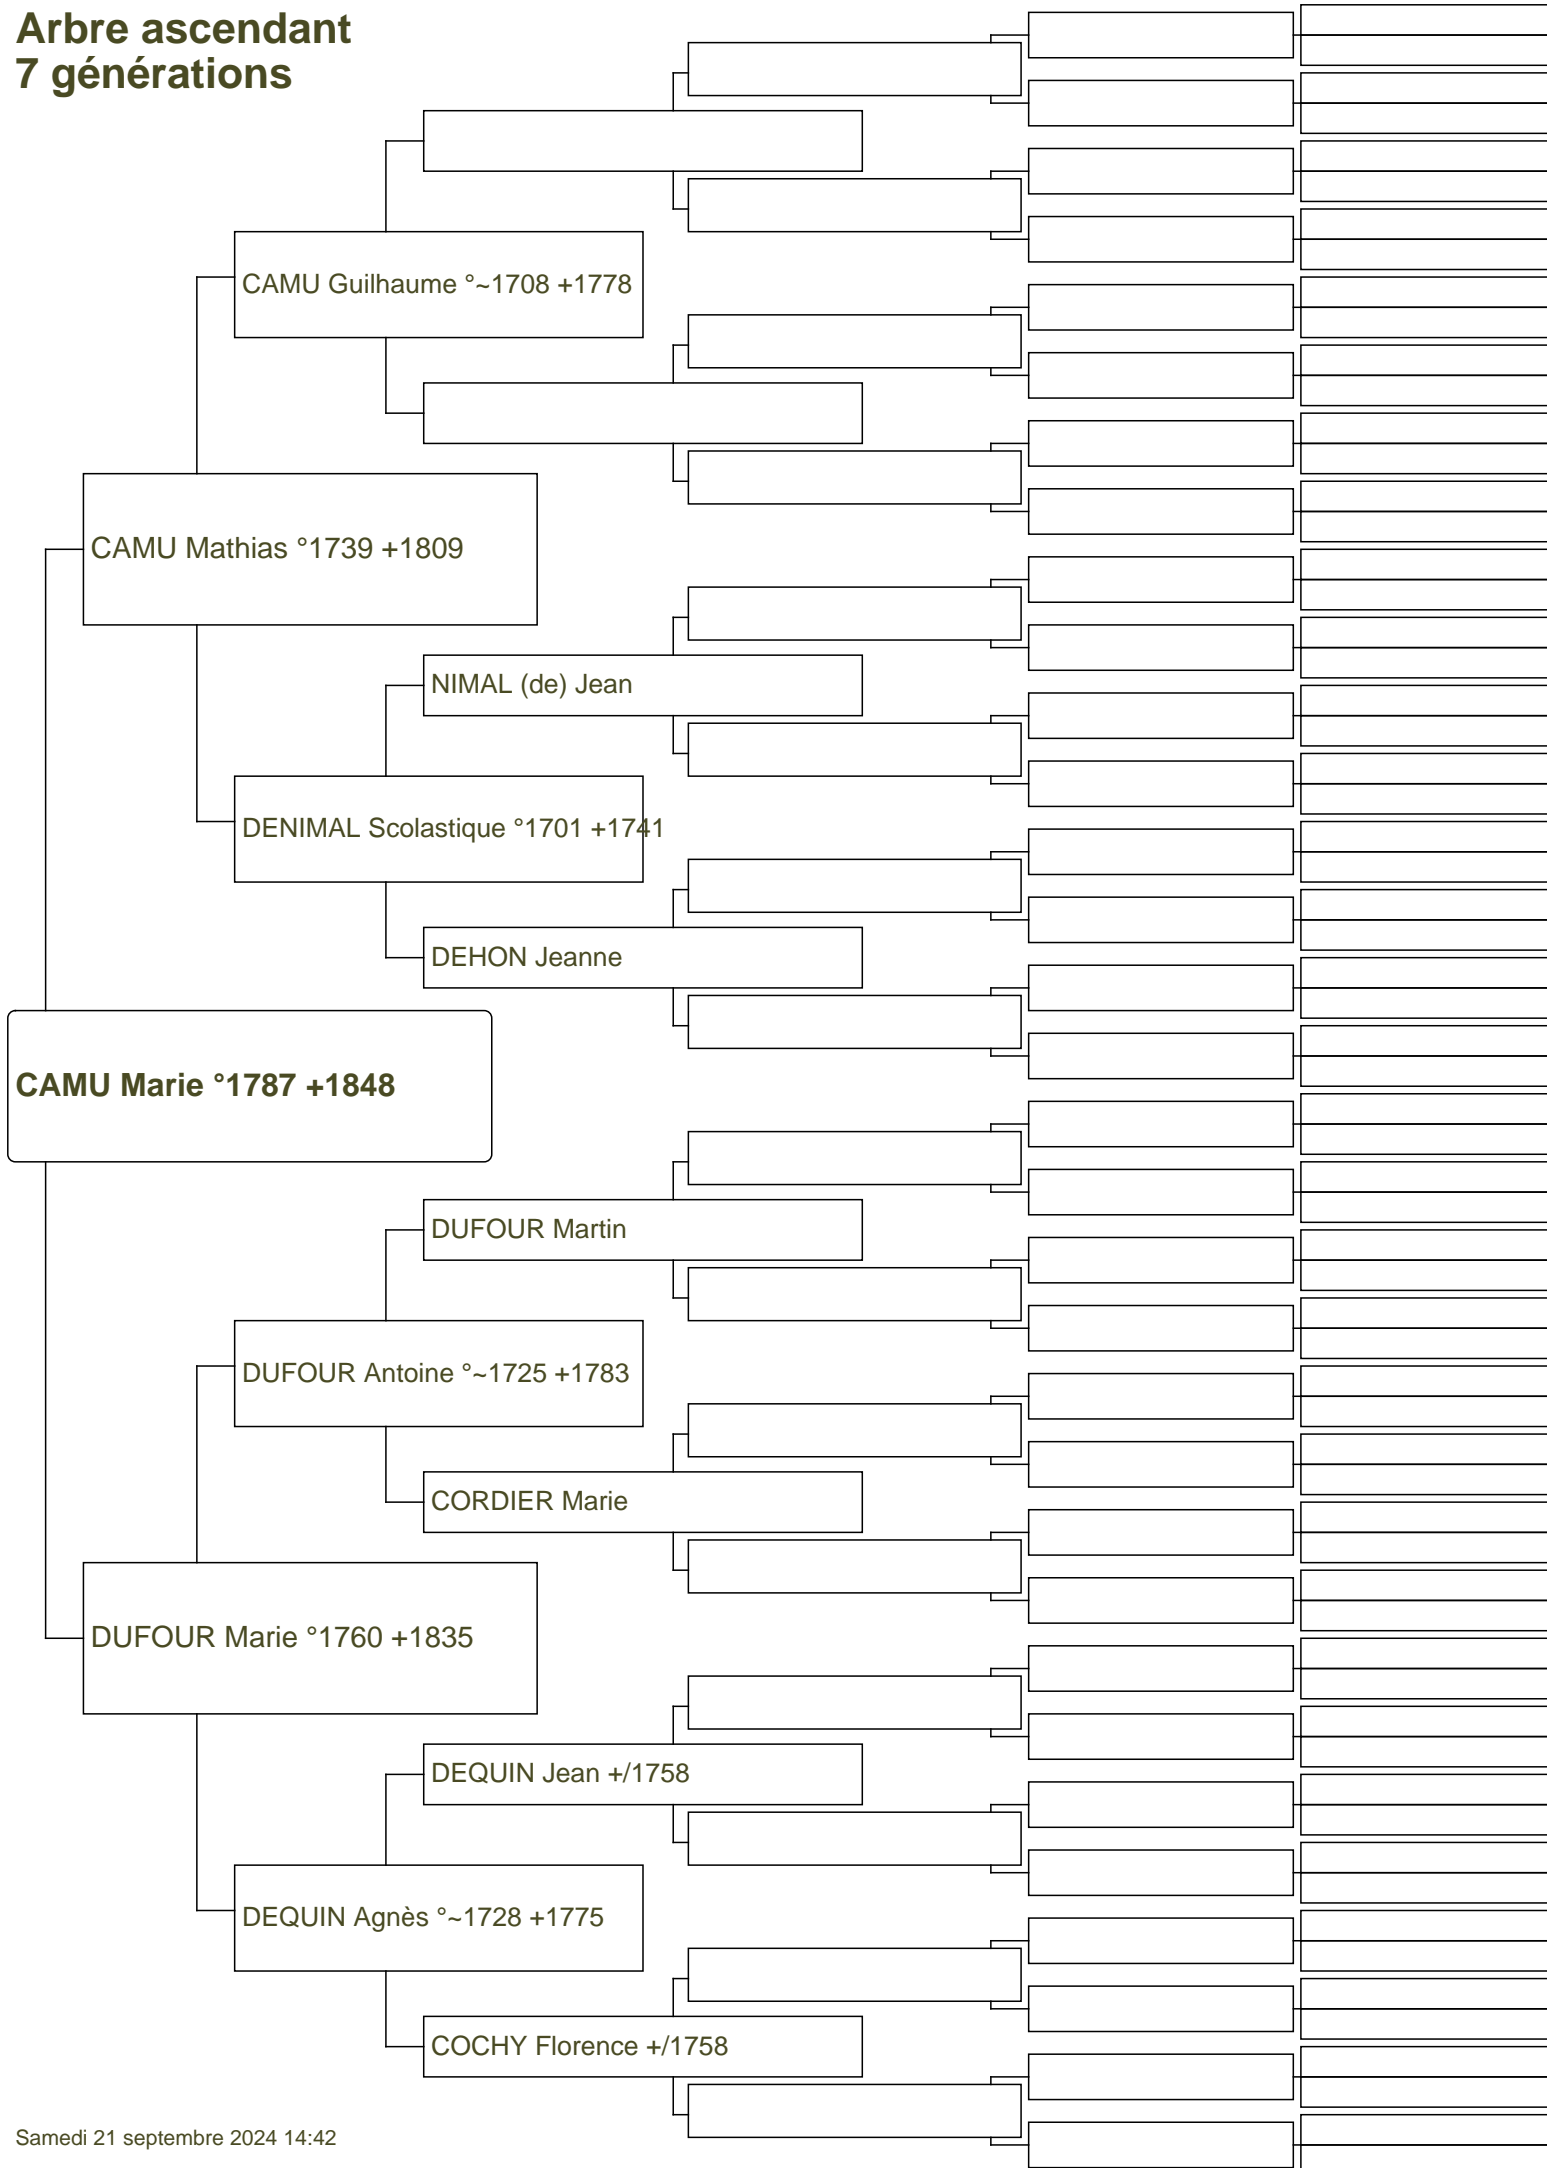 Arbre ascendant
7 générations
CAMU Guilhaume °~1708 +1778
CAMU Mathias °1739 +1809
NIMAL (de) Jean
DENIMAL Scolastique °1701 +1741
DEHON Jeanne
CAMU Marie °1787 +1848
DUFOUR Martin
DUFOUR Antoine °~1725 +1783
CORDIER Marie
DUFOUR Marie °1760 +1835
DEQUIN Jean +/1758
DEQUIN Agnès °~1728 +1775
COCHY Florence +/1758
Samedi 21 septembre 2024 14:42